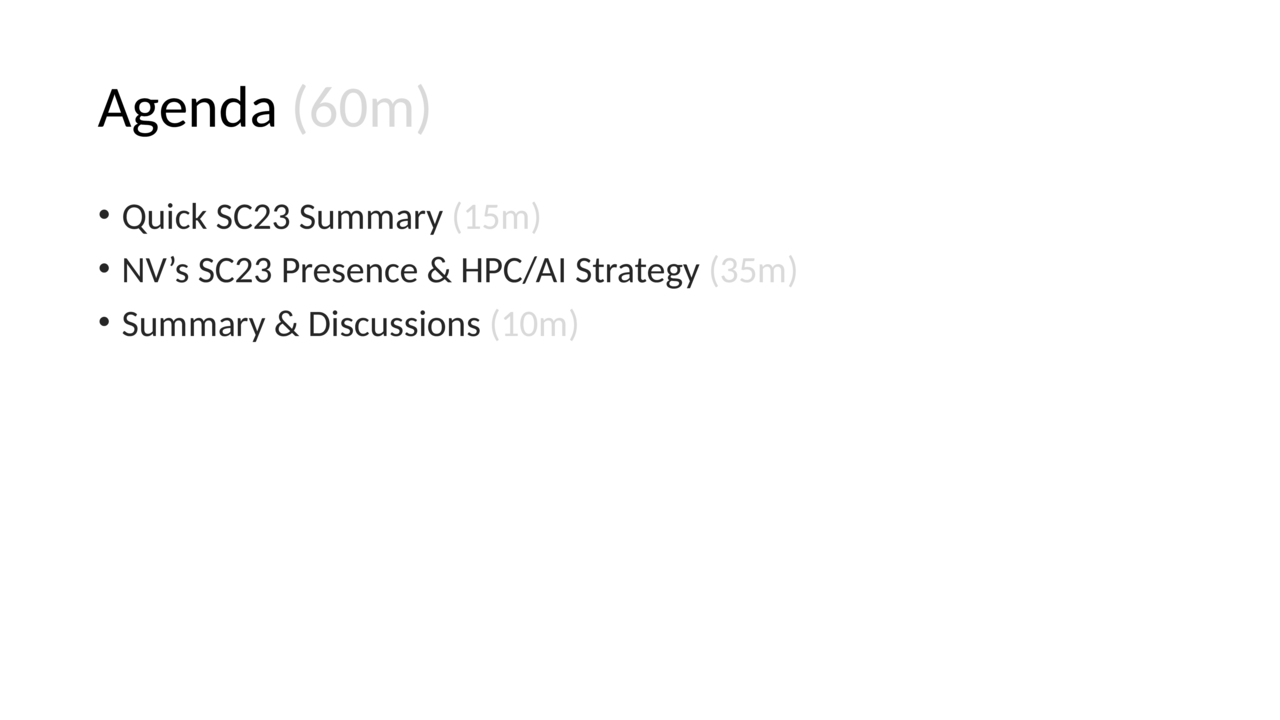 Agenda (60m)
• Quick SC23 Summary (15m)
• NV’s SC23 Presence & HPC/AI Strategy (35m)
• Summary & Discussions (10m)